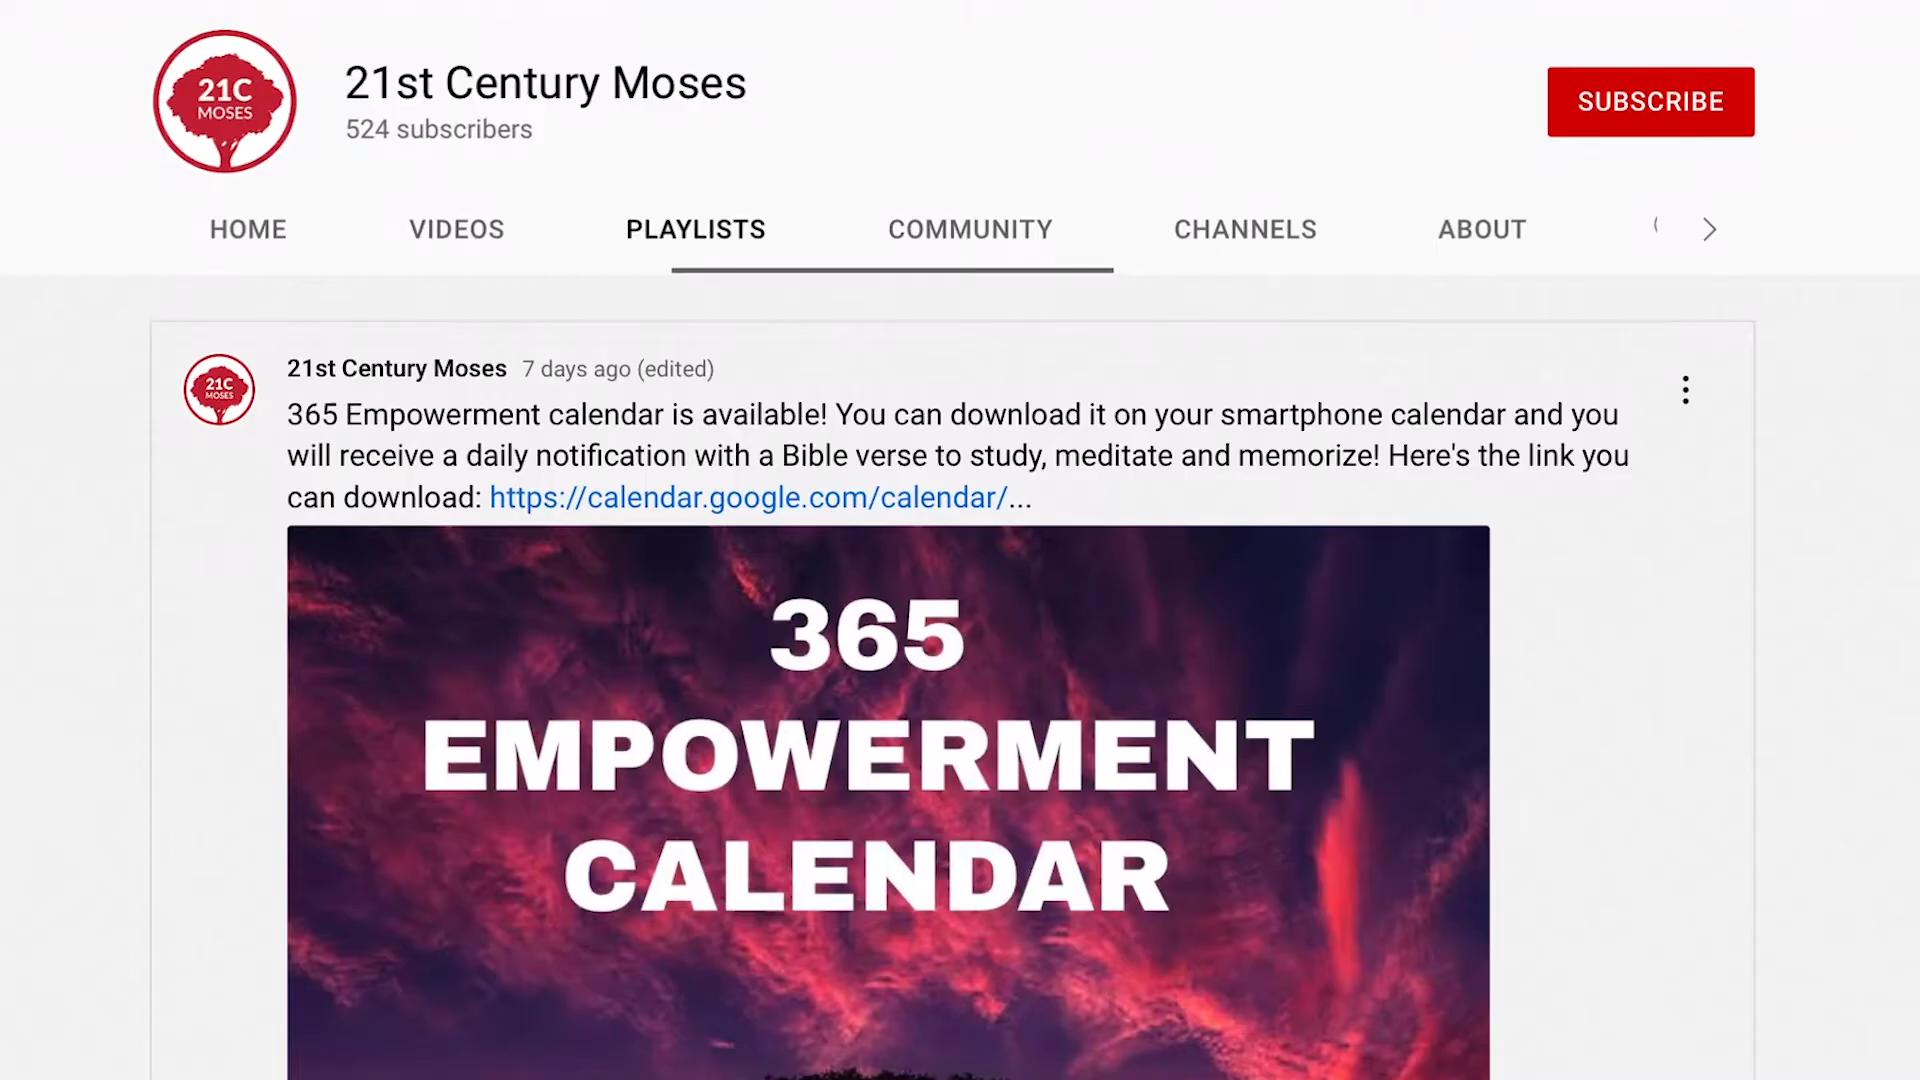 21C
MOSES
21st Century Moses
524 subscribers
SUBSCRIBE
HOME
VIDEOS
PLAYLISTS
COMMUNITY
CHANNELS
ABOUT
21C
MOSES
21st Century Moses 7 days ago (edited)
365 Empowerment calendar is available! You can download it on your smartphone calendar and you
will receive a daily notification with a Bible verse to study, meditate and memorize! Here's the link you
can download: https://calendar.google.com/calendar/...
365
EMPOWERMENT
CALENDAR